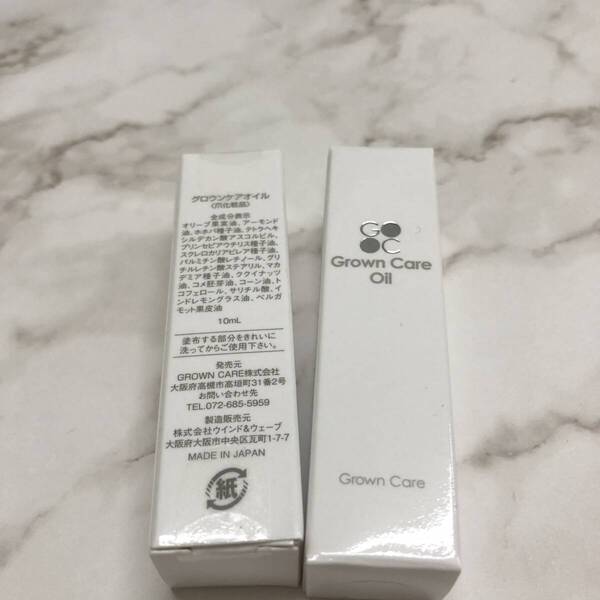 グロウンケアオイル
〈爪化粧品〉
全成分表示
オリーブ果実油、アーモンド
油、ホホバ種子油、テトラヘキ
シルデカン酸アスコルビル、
プリンセピアウチリス種子油、
スクレロカリアビレア種子油、
パルミチン酸レチノール、グリ
チルレチン酸ステアリル、マカ
デミア種子油、ククイナッツ
油、コメ胚芽油、コーン油、ト
コフェロール、サリチル酸、イ
ンドレモングラス油、ベルガ
モット果皮油
10mL
塗布する部分をきれいに
洗ってからご使用下さい。
発売元
GROWN CARE株式会社
大阪府高槻市高垣町31番2号
お問い合わせ先
TEL.072-685-5959
製造販売元
株式会社ウインド&ウェーブ
大阪府大阪市中央区瓦町1-7-7
MADE IN JAPAN
紙
GO
OC
Grown Care
Oil
Grown Care